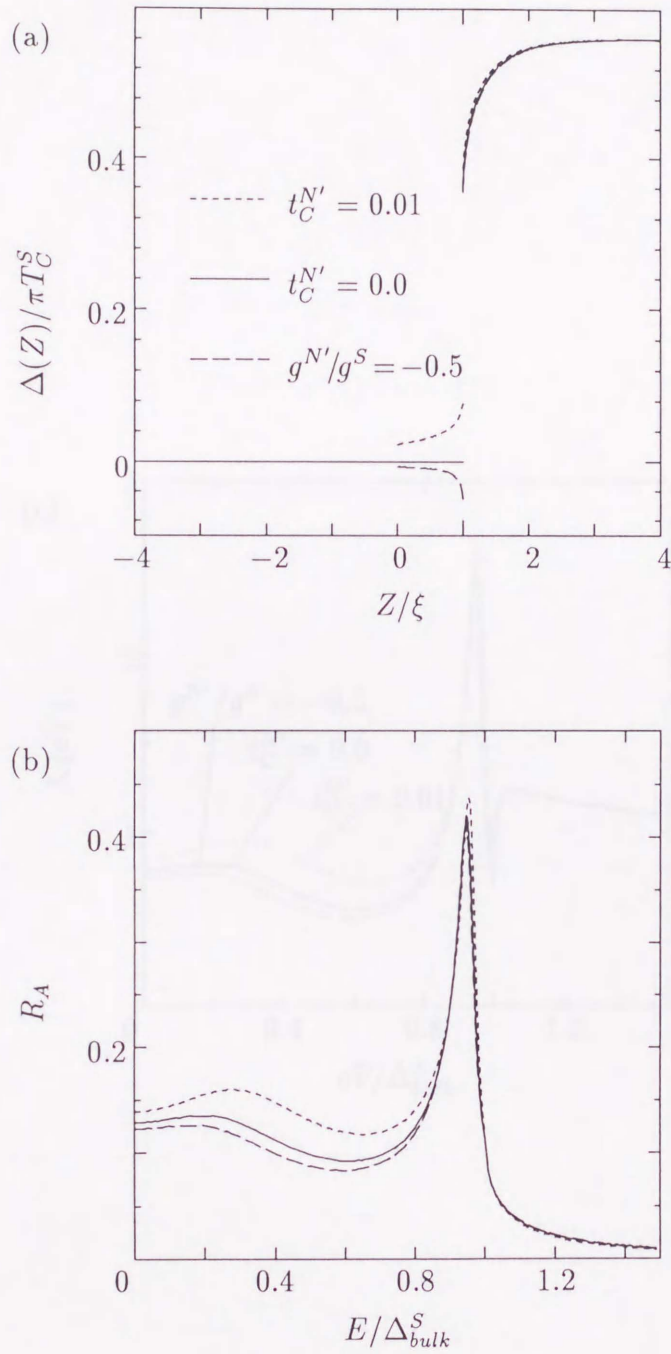 (a)
0.4
0.2
0
Δ(Z)/πT_C^S
t_C^{N'} = 0.01
t_C^{N'} = 0.0
g^{N'}/g^S = −0.5
−4 −2 0 2 4
Z/ξ
(b)
0.4
0.2
R_A
0 0.4 0.8 1.2
E/Δ_{bulk}^S